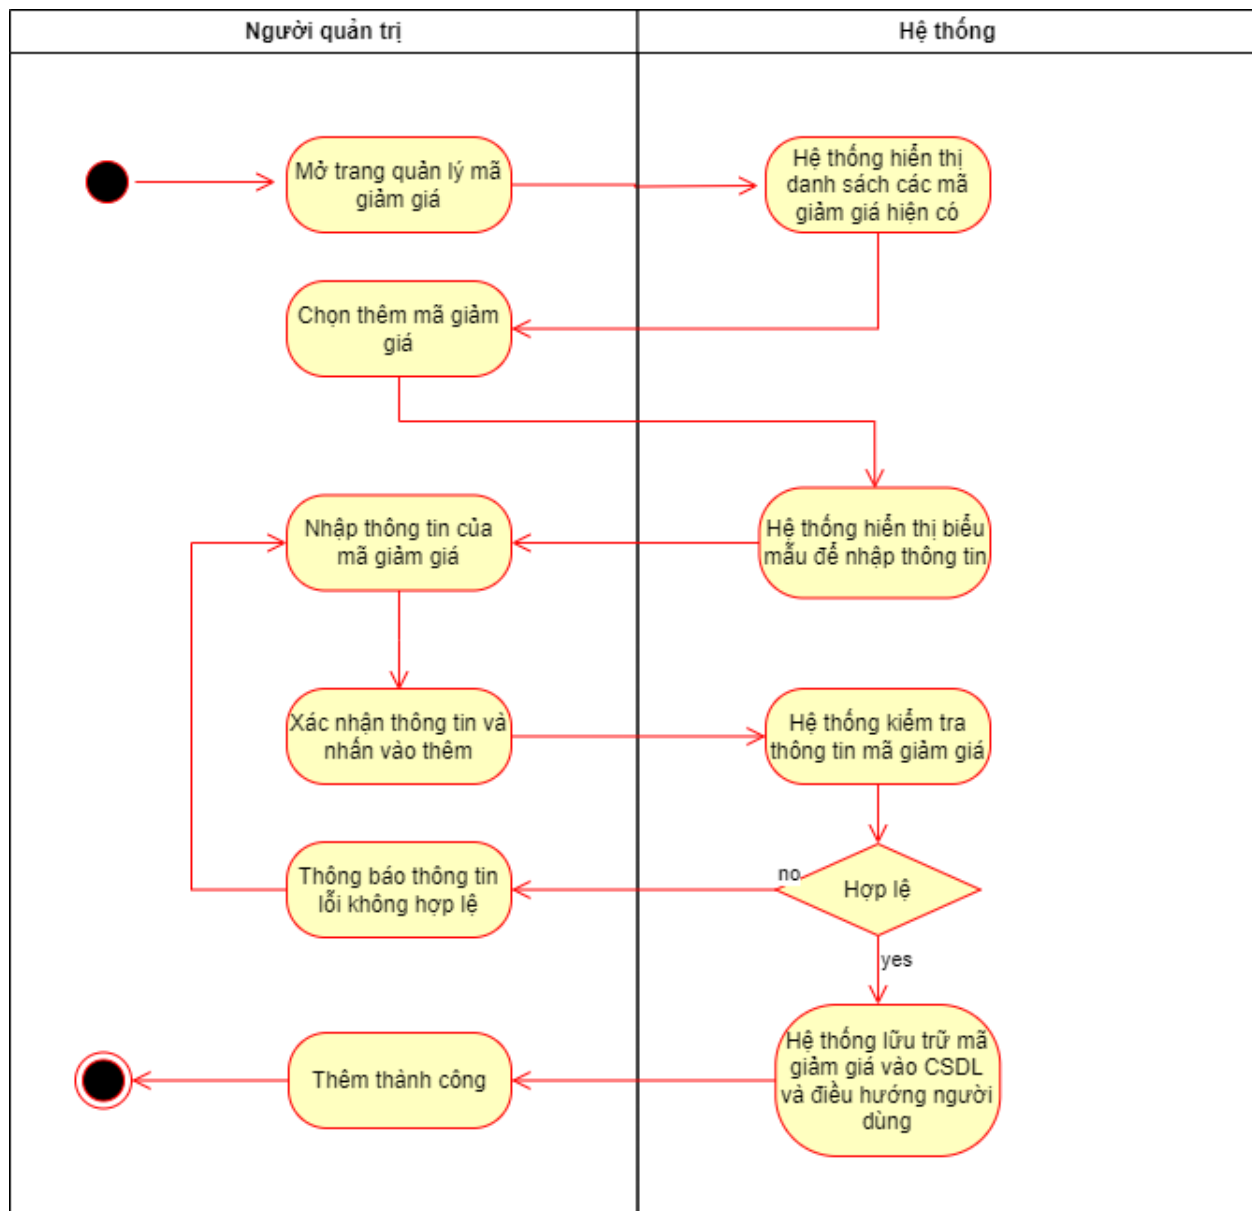 Người quản trị
Hệ thống
Mở trang quản lý mã
giảm giá
Hệ thống hiển thị
danh sách các mã
giảm giá hiện có
Chọn thêm mã giảm
giá
Nhập thông tin của
mã giảm giá
Hệ thống hiển thị biểu
mẫu để nhập thông tin
Xác nhận thông tin và
nhấn vào thêm
Hệ thống kiểm tra
thông tin mã giảm giá
Thông báo thông tin
lỗi không hợp lệ
no
Hợp lệ
yes
Thêm thành công
Hệ thống lữu trữ mã
giảm giá vào CSDL
và điều hướng người
dùng